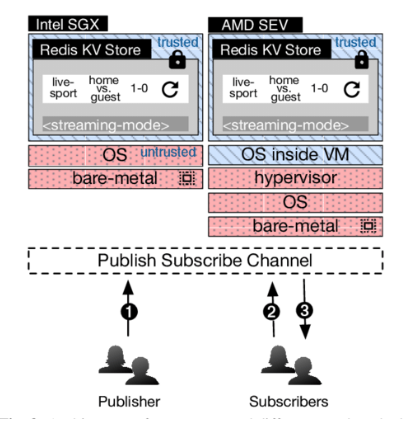 Intel SGX
AMD SEV
Redis KV Store
trusted
Redis KV Store
trusted
live-
sport
home
vs.
guest
1-0
live-
sport
home
vs.
guest
1-0
<streaming-mode>
<streaming-mode>
OS
untrusted
OS inside VM
bare-metal
hypervisor
OS
bare-metal
Publish Subscribe Channel
1
2
3
Publisher
Subscribers